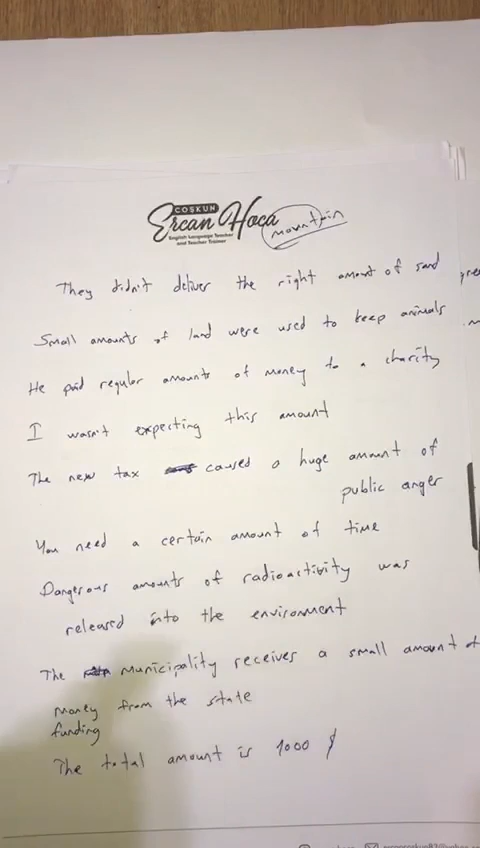 COŞKUN
Ercan Hoca
English Language Teacher
and Teacher Trainer
mountain
They didn't deliver the right amount of sand
Small amounts of land were used to keep animals
He paid regular amounts of money to a charity
I wasn't expecting this amount
The new tax caused a huge amount of
public anger
You need a certain amount of time
Dangerous amounts of radioactivity was
released into the environment
The municipality receives a small amount of
money from the state
funding
The total amount is 1000 $